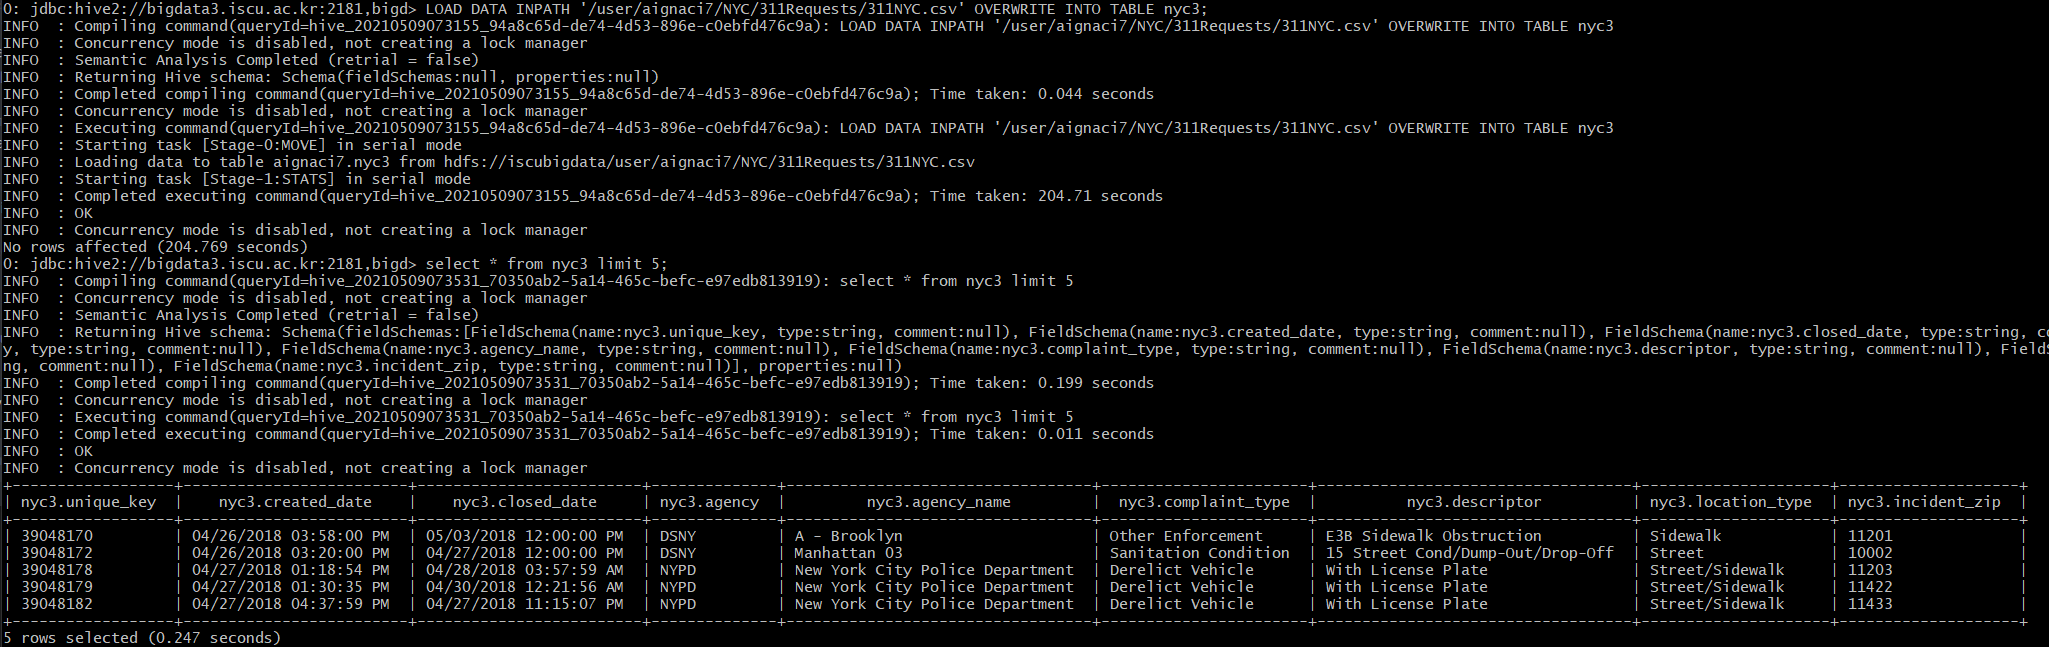 0: jdbc:hive2://bigdata3.iscu.ac.kr:2181,bigd> LOAD DATA INPATH '/user/aignaci7/NYC/311Requests/311NYC.csv' OVERWRITE INTO TABLE nyc3;
INFO  : Compiling command(queryId=hive_20210509073155_94a8c65d-de74-4d53-896e-c0ebfd476c9a): LOAD DATA INPATH '/user/aignaci7/NYC/311Requests/311NYC.csv' OVERWRITE INTO TABLE nyc3
INFO  : Concurrency mode is disabled, not creating a lock manager
INFO  : Semantic Analysis Completed (retrial = false)
INFO  : Returning Hive schema: Schema(fieldSchemas:null, properties:null)
INFO  : Completed compiling command(queryId=hive_20210509073155_94a8c65d-de74-4d53-896e-c0ebfd476c9a); Time taken: 0.044 seconds
INFO  : Concurrency mode is disabled, not creating a lock manager
INFO  : Executing command(queryId=hive_20210509073155_94a8c65d-de74-4d53-896e-c0ebfd476c9a): LOAD DATA INPATH '/user/aignaci7/NYC/311Requests/311NYC.csv' OVERWRITE INTO TABLE nyc3
INFO  : Starting task [Stage-0:MOVE] in serial mode
INFO  : Loading data to table aignaci7.nyc3 from hdfs://iscubigdata/user/aignaci7/NYC/311Requests/311NYC.csv
INFO  : Starting task [Stage-1:STATS] in serial mode
INFO  : Completed executing command(queryId=hive_20210509073155_94a8c65d-de74-4d53-896e-c0ebfd476c9a); Time taken: 204.71 seconds
INFO  : OK
INFO  : Concurrency mode is disabled, not creating a lock manager
No rows affected (204.769 seconds)
0: jdbc:hive2://bigdata3.iscu.ac.kr:2181,bigd> select * from nyc3 limit 5;
INFO  : Compiling command(queryId=hive_20210509073531_70350ab2-5a14-465c-befc-e97edb813919): select * from nyc3 limit 5
INFO  : Concurrency mode is disabled, not creating a lock manager
INFO  : Semantic Analysis Completed (retrial = false)
INFO  : Returning Hive schema: Schema(fieldSchemas:[FieldSchema(name:nyc3.unique_key, type:string, comment:null), FieldSchema(name:nyc3.created_date, type:string, comment:null), FieldSchema(name:nyc3.closed_date, type:string, co
y, type:string, comment:null), FieldSchema(name:nyc3.agency_name, type:string, comment:null), FieldSchema(name:nyc3.complaint_type, type:string, comment:null), FieldSchema(name:nyc3.descriptor, type:string, comment:null), FieldS
ng, comment:null), FieldSchema(name:nyc3.incident_zip, type:string, comment:null)], properties:null)
INFO  : Completed compiling command(queryId=hive_20210509073531_70350ab2-5a14-465c-befc-e97edb813919); Time taken: 0.199 seconds
INFO  : Concurrency mode is disabled, not creating a lock manager
INFO  : Executing command(queryId=hive_20210509073531_70350ab2-5a14-465c-befc-e97edb813919): select * from nyc3 limit 5
INFO  : Completed executing command(queryId=hive_20210509073531_70350ab2-5a14-465c-befc-e97edb813919); Time taken: 0.011 seconds
INFO  : OK
INFO  : Concurrency mode is disabled, not creating a lock manager
| nyc3.unique_key | nyc3.created_date | nyc3.closed_date | nyc3.agency | nyc3.agency_name | nyc3.complaint_type | nyc3.descriptor | nyc3.location_type | nyc3.incident_zip |
| 39048170 | 04/26/2018 03:58:00 PM | 05/03/2018 12:00:00 PM | DSNY | A - Brooklyn | Other Enforcement | E3B Sidewalk Obstruction | Sidewalk | 11201 |
| 39048172 | 04/26/2018 03:20:00 PM | 04/27/2018 12:00:00 PM | DSNY | Manhattan 03 | Sanitation Condition | 15 Street Cond/Dump-Out/Drop-Off | Street | 10002 |
| 39048178 | 04/27/2018 01:18:54 PM | 04/28/2018 03:57:59 AM | NYPD | New York City Police Department | Derelict Vehicle | With License Plate | Street/Sidewalk | 11203 |
| 39048179 | 04/27/2018 01:30:35 PM | 04/30/2018 12:21:56 AM | NYPD | New York City Police Department | Derelict Vehicle | With License Plate | Street/Sidewalk | 11422 |
| 39048182 | 04/27/2018 04:37:59 PM | 04/27/2018 11:15:07 PM | NYPD | New York City Police Department | Derelict Vehicle | With License Plate | Street/Sidewalk | 11433 |
5 rows selected (0.247 seconds)